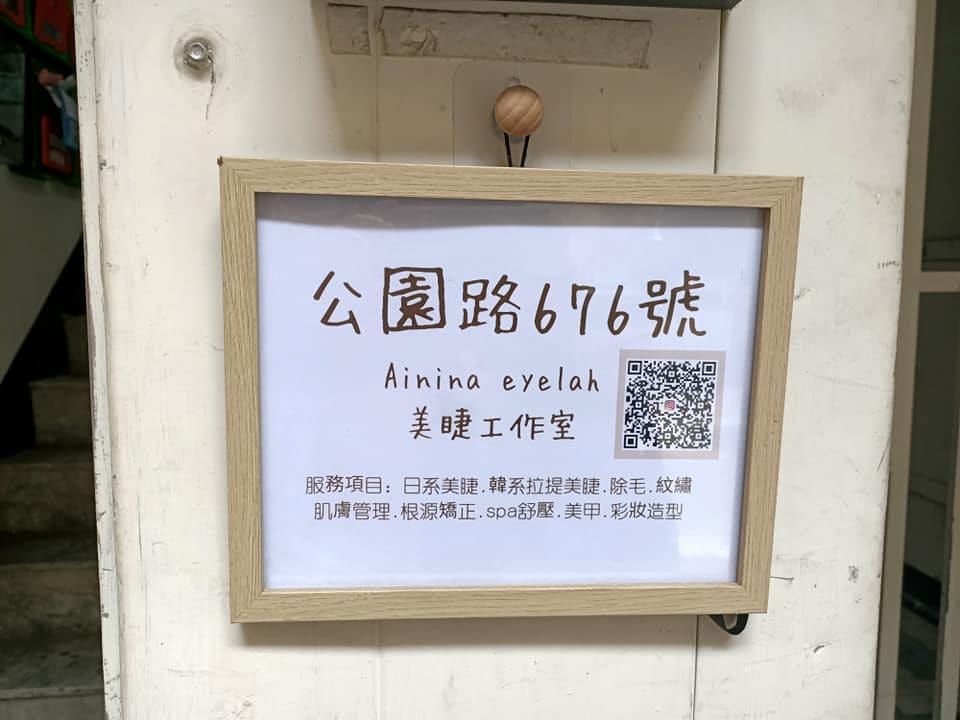 公園路676號
Ainina eyelah
美睫工作室
服務項目：日系美睫.韓系拉提美睫.除毛.紋繡
肌膚管理.根源矯正.spa舒壓.美甲.彩妝造型